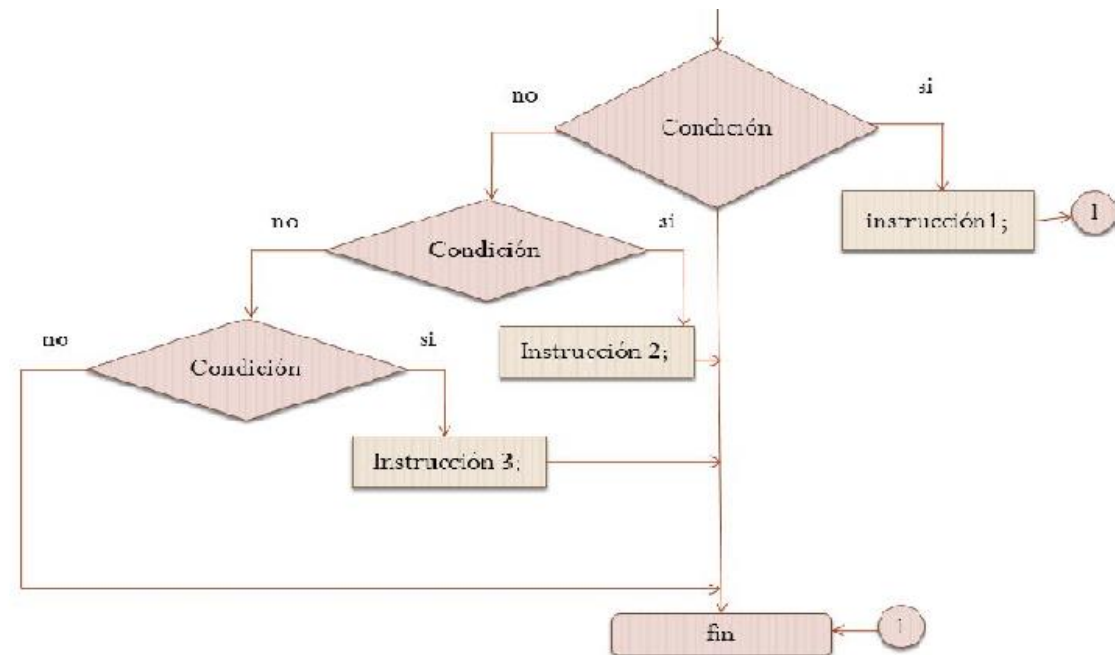 no
si
Condición
instrucción1;
1
no
si
Condición
no
si
Condición
Instrucción 2;
Instrucción 3;
fin
1